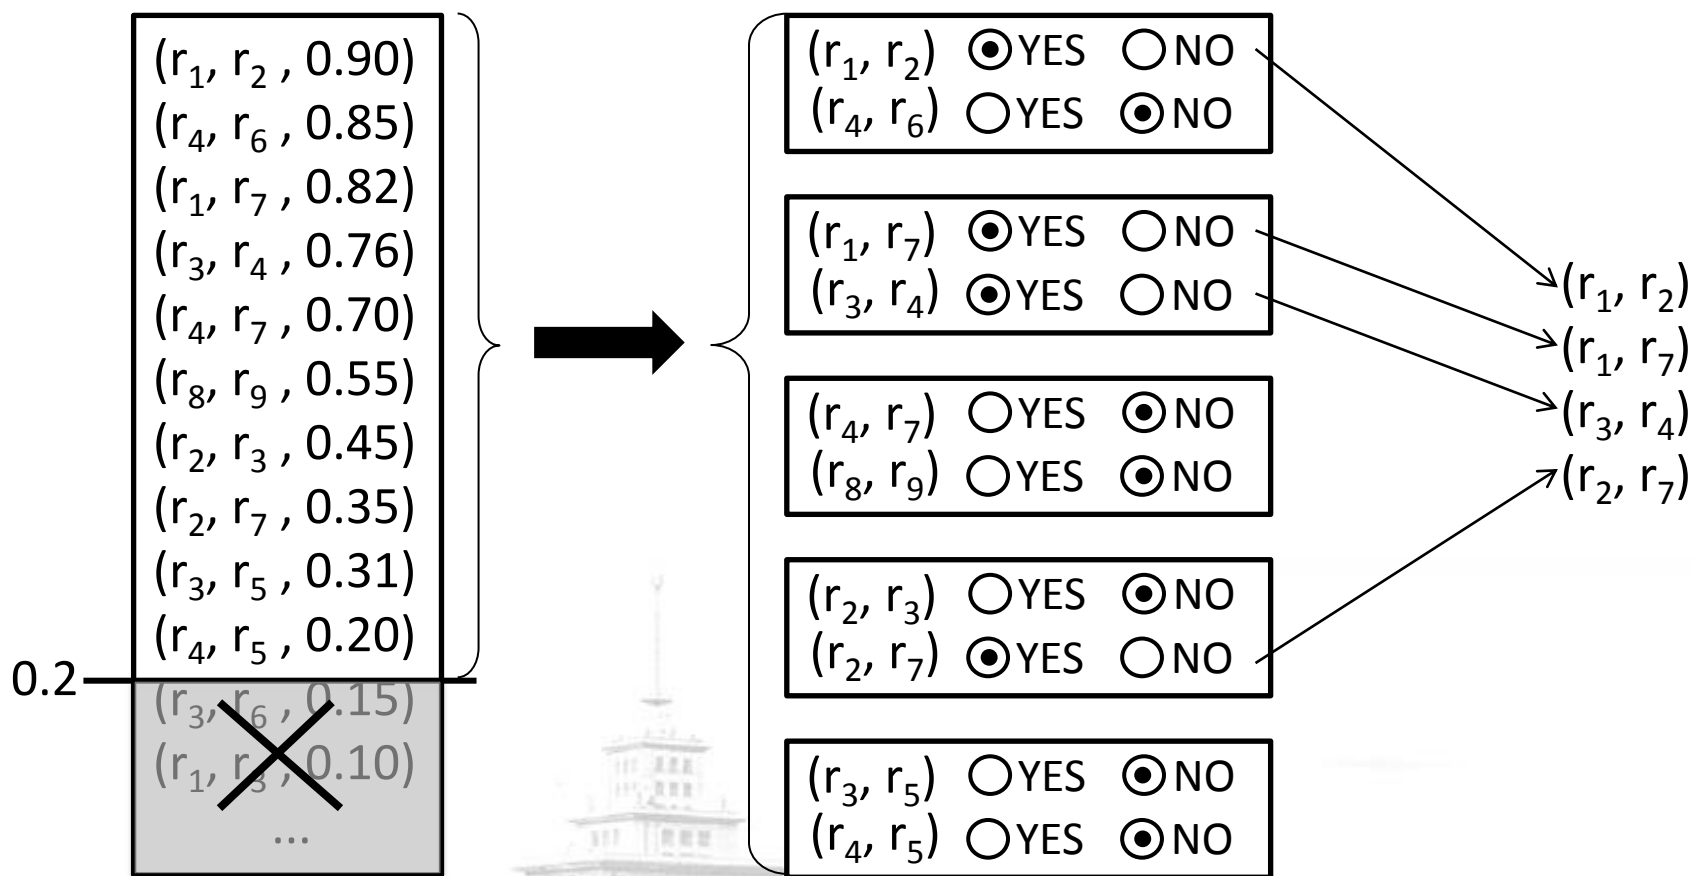 (r₁, r₂ , 0.90)
(r₄, r₆ , 0.85)
(r₁, r₇ , 0.82)
(r₃, r₄ , 0.76)
(r₄, r₇ , 0.70)
(r₈, r₉ , 0.55)
(r₂, r₃ , 0.45)
(r₂, r₇ , 0.35)
(r₃, r₅ , 0.31)
(r₄, r₅ , 0.20)
0.2
(r₃, r₆ , 0.15)
(r₁, r₃ , 0.10)
...
(r₁, r₂) YES NO
(r₄, r₆) YES NO
(r₁, r₇) YES NO
(r₃, r₄) YES NO
(r₄, r₇) YES NO
(r₈, r₉) YES NO
(r₂, r₃) YES NO
(r₂, r₇) YES NO
(r₃, r₅) YES NO
(r₄, r₅) YES NO
(r₁, r₂)
(r₁, r₇)
(r₃, r₄)
(r₂, r₇)